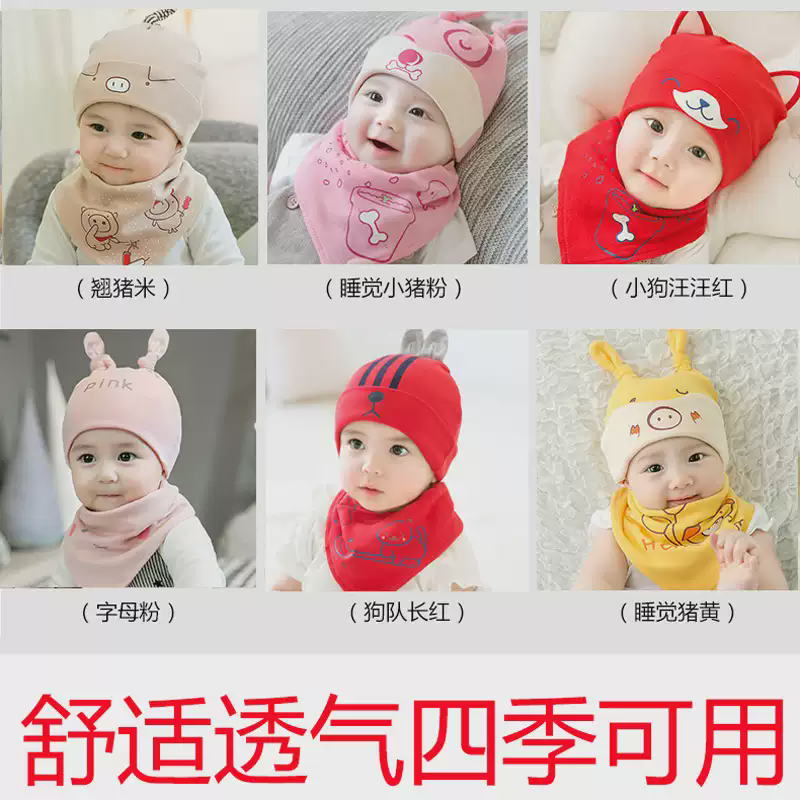 （翘猪米）
（睡觉小猪粉）
（小狗汪汪红）
pink
（字母粉）
（狗队长红）
（睡觉猪黄）
舒适透气四季可用